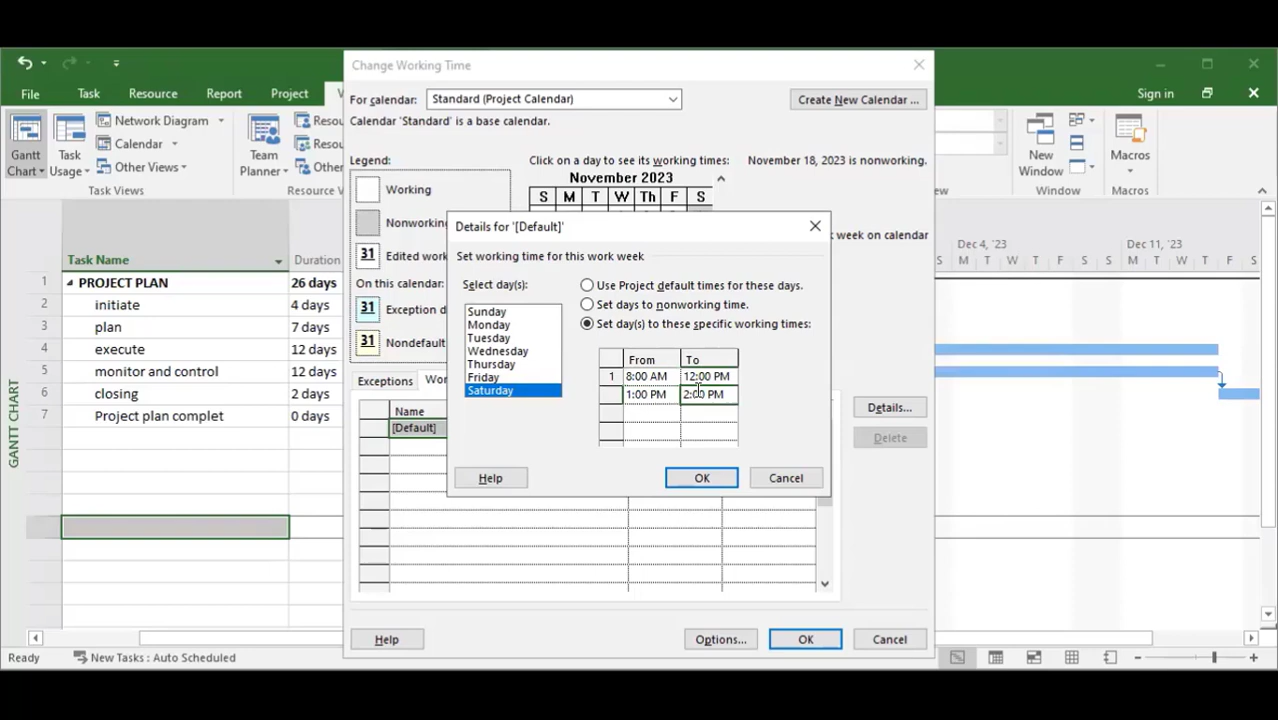 Change Working Time
File
Task
Resource
Report
Project
Sign in
For calendar:
Standard (Project Calendar)
Create New Calendar ...
Calendar 'Standard' is a base calendar.
Gantt
Chart
Task
Usage
Network Diagram
Calendar
Other Views
Task Views
Team
Planner
New
Window
Window
Macros
Macros
Legend:
Working
31
Click on a day to see its working times:
November 18, 2023 is nonworking.
November 2023
S M T W Th F S
On this calendar:
31
31
Details for '[Default]'
Set working time for this work week
Select day(s):
Sunday
Monday
Tuesday
Wednesday
Thursday
Friday
Saturday
Use Project default times for these days.
Set days to nonworking time.
Set day(s) to these specific working times:
From To
1 8:00 AM 12:00 PM
1:00 PM 2:00 PM
Help
OK
Cancel
week on calendar
Exceptions
Name
[Default]
Details...
Delete
Help
Options...
OK
Cancel
Task Name
Duration
1 PROJECT PLAN 26 days
2 initiate 4 days
3 plan 7 days
4 execute 12 days
5 monitor and control 12 days
6 closing 2 days
7 Project plan complet 0 days
GANTT CHART
Dec 4, '23
Dec 11, '23
S M T W T F S S M T W T F S
Ready
New Tasks : Auto Scheduled